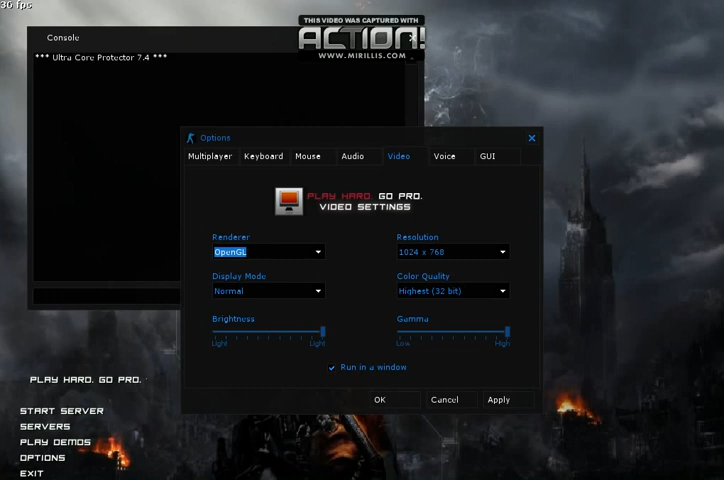 36 fps
THIS VIDEO WAS CAPTURED WITH
ACTION!
WWW.MIRILLIS.COM
Console
*** Ultra Core Protector 7.4 ***
Options
Multiplayer Keyboard Mouse Audio Video Voice GUI
PLAY HARD. GO PRO.
VIDEO SETTINGS
Renderer Resolution
OpenGL 1024 x 768
Display Mode Color Quality
Normal Highest (32 bit)
Brightness Gamma
Light Light Low High
Run in a window
OK Cancel Apply
PLAY HARD. GO PRO.
START SERVER
SERVERS
PLAY DEMOS
OPTIONS
EXIT